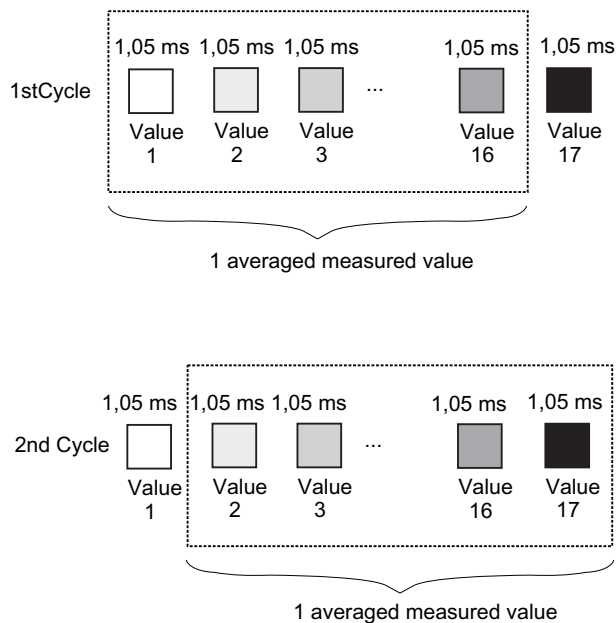 1,05 ms 1,05 ms 1,05 ms 1,05 ms 1,05 ms
1stCycle ...
Value Value Value Value Value
1 2 3 16 17
1 averaged measured value
1,05 ms 1,05 ms 1,05 ms 1,05 ms 1,05 ms
2nd Cycle ...
Value Value Value Value Value
1 2 3 16 17
1 averaged measured value